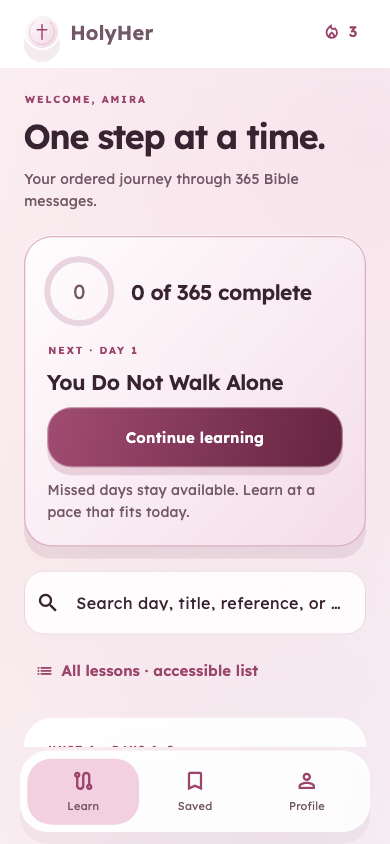 HolyHer
3
WELCOME, AMIRA
One step at a time.
Your ordered journey through 365 Bible
messages.
0
0 of 365 complete
NEXT · DAY 1
You Do Not Walk Alone
Continue learning
Missed days stay available. Learn at a
pace that fits today.
Search day, title, reference, or …
All lessons · accessible list
Learn
Saved
Profile